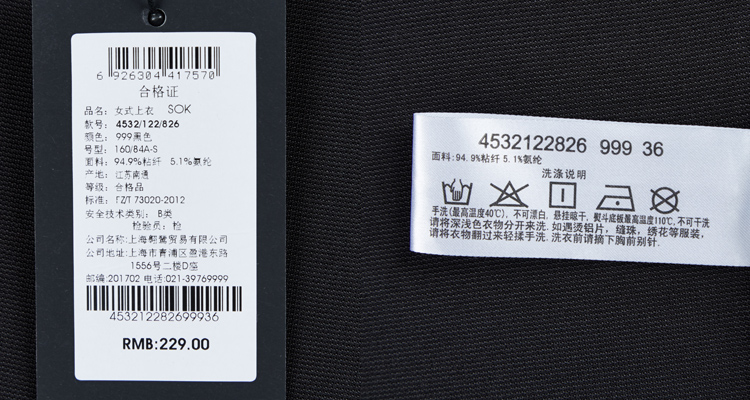 6 926304 417570
合格证
品名: 女式上衣 SOK
款号: 4532/122/826
颜色: 999黑色
号型: 160/84A-S
面料: 94.9%粘纤 5.1%氨纶
产地: 江苏南通
等级: 合格品
标准: FZ/T 73020-2012
安全技术类别: B类
检验员: 检
公司名称:上海翱鸶贸易有限公司
公司地址:上海市青浦区盈港东路
1556号二楼D座
邮编:201702 电话:021-39769999
453212282699936
RMB:229.00
4532122826 999 36
面料:94.9%粘纤 5.1%氨纶
洗涤说明
手洗(最高温度40℃), 不可漂白, 悬挂晾干, 熨斗底板最高温度110℃,不可干洗
请将深浅色衣物分开来洗. 如遇烫铝片, 缝珠, 绣花等服装,
请将衣物翻过来轻揉手洗. 洗衣前请摘下胸前别针.